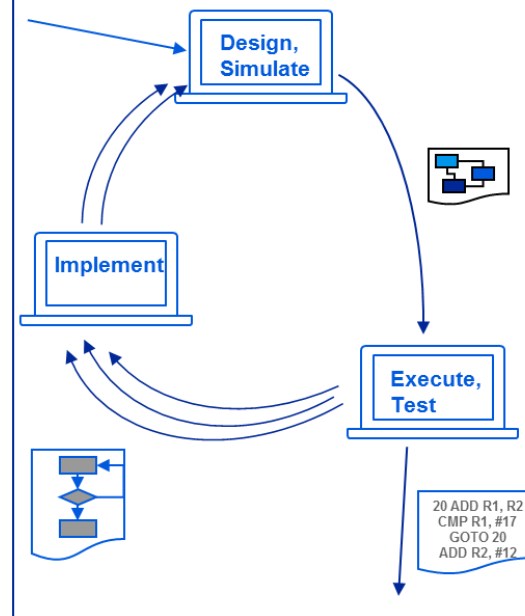 Design,
Simulate
Implement
Execute,
Test
20 ADD R1, R2
CMP R1, #17
GOTO 20
ADD R2, #12